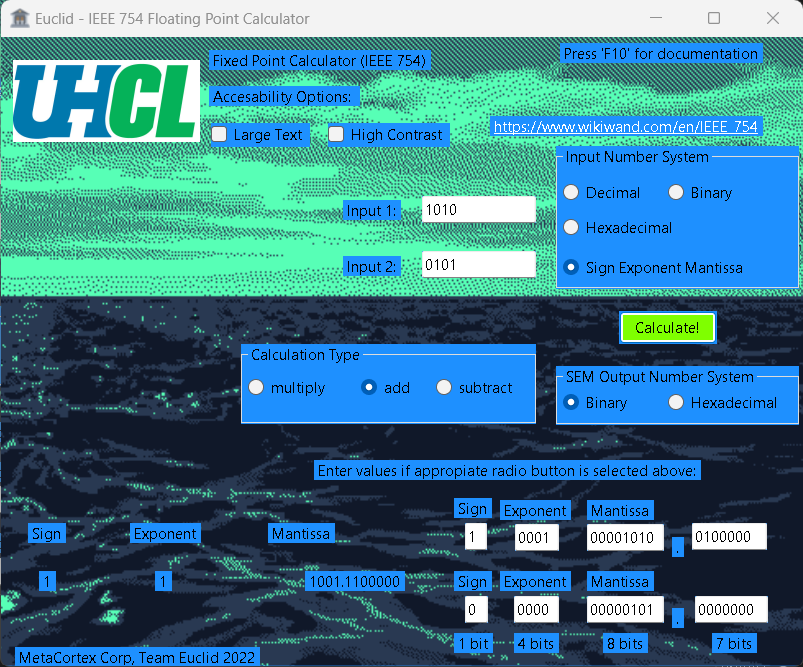 Euclid - IEEE 754 Floating Point Calculator
UHCL
Fixed Point Calculator (IEEE 754)
Press 'F10' for documentation
Accesability Options:
Large Text
High Contrast
https://www.wikiwand.com/en/IEEE_754
Input Number System
Decimal
Binary
Hexadecimal
Sign Exponent Mantissa
Input 1:
1010
Input 2:
0101
Calculate!
Calculation Type
multiply
add
subtract
SEM Output Number System
Binary
Hexadecimal
Enter values if appropiate radio button is selected above:
Sign Exponent Mantissa
1 0001 00001010 . 0100000
Sign Exponent Mantissa
1 1 1001.1100000
Sign Exponent Mantissa
0 0000 00000101 . 0000000
1 bit 4 bits 8 bits 7 bits
MetaCortex Corp, Team Euclid 2022